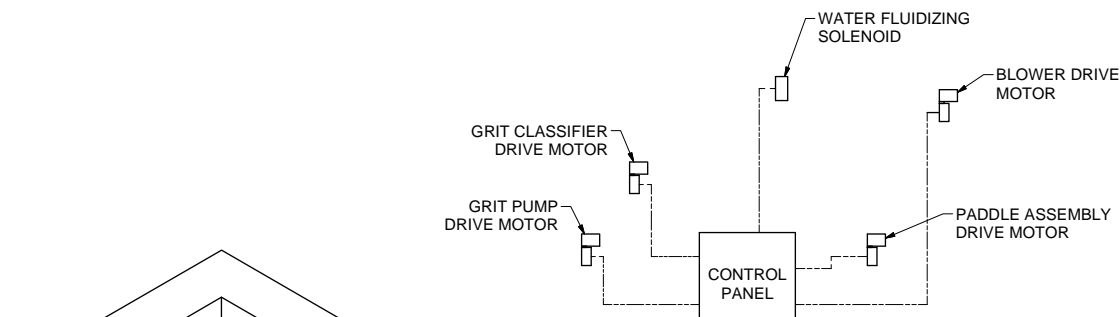 WATER FLUIDIZING
SOLENOID
BLOWER DRIVE
MOTOR
GRIT CLASSIFIER
DRIVE MOTOR
GRIT PUMP
DRIVE MOTOR
PADDLE ASSEMBLY
DRIVE MOTOR
CONTROL
PANEL